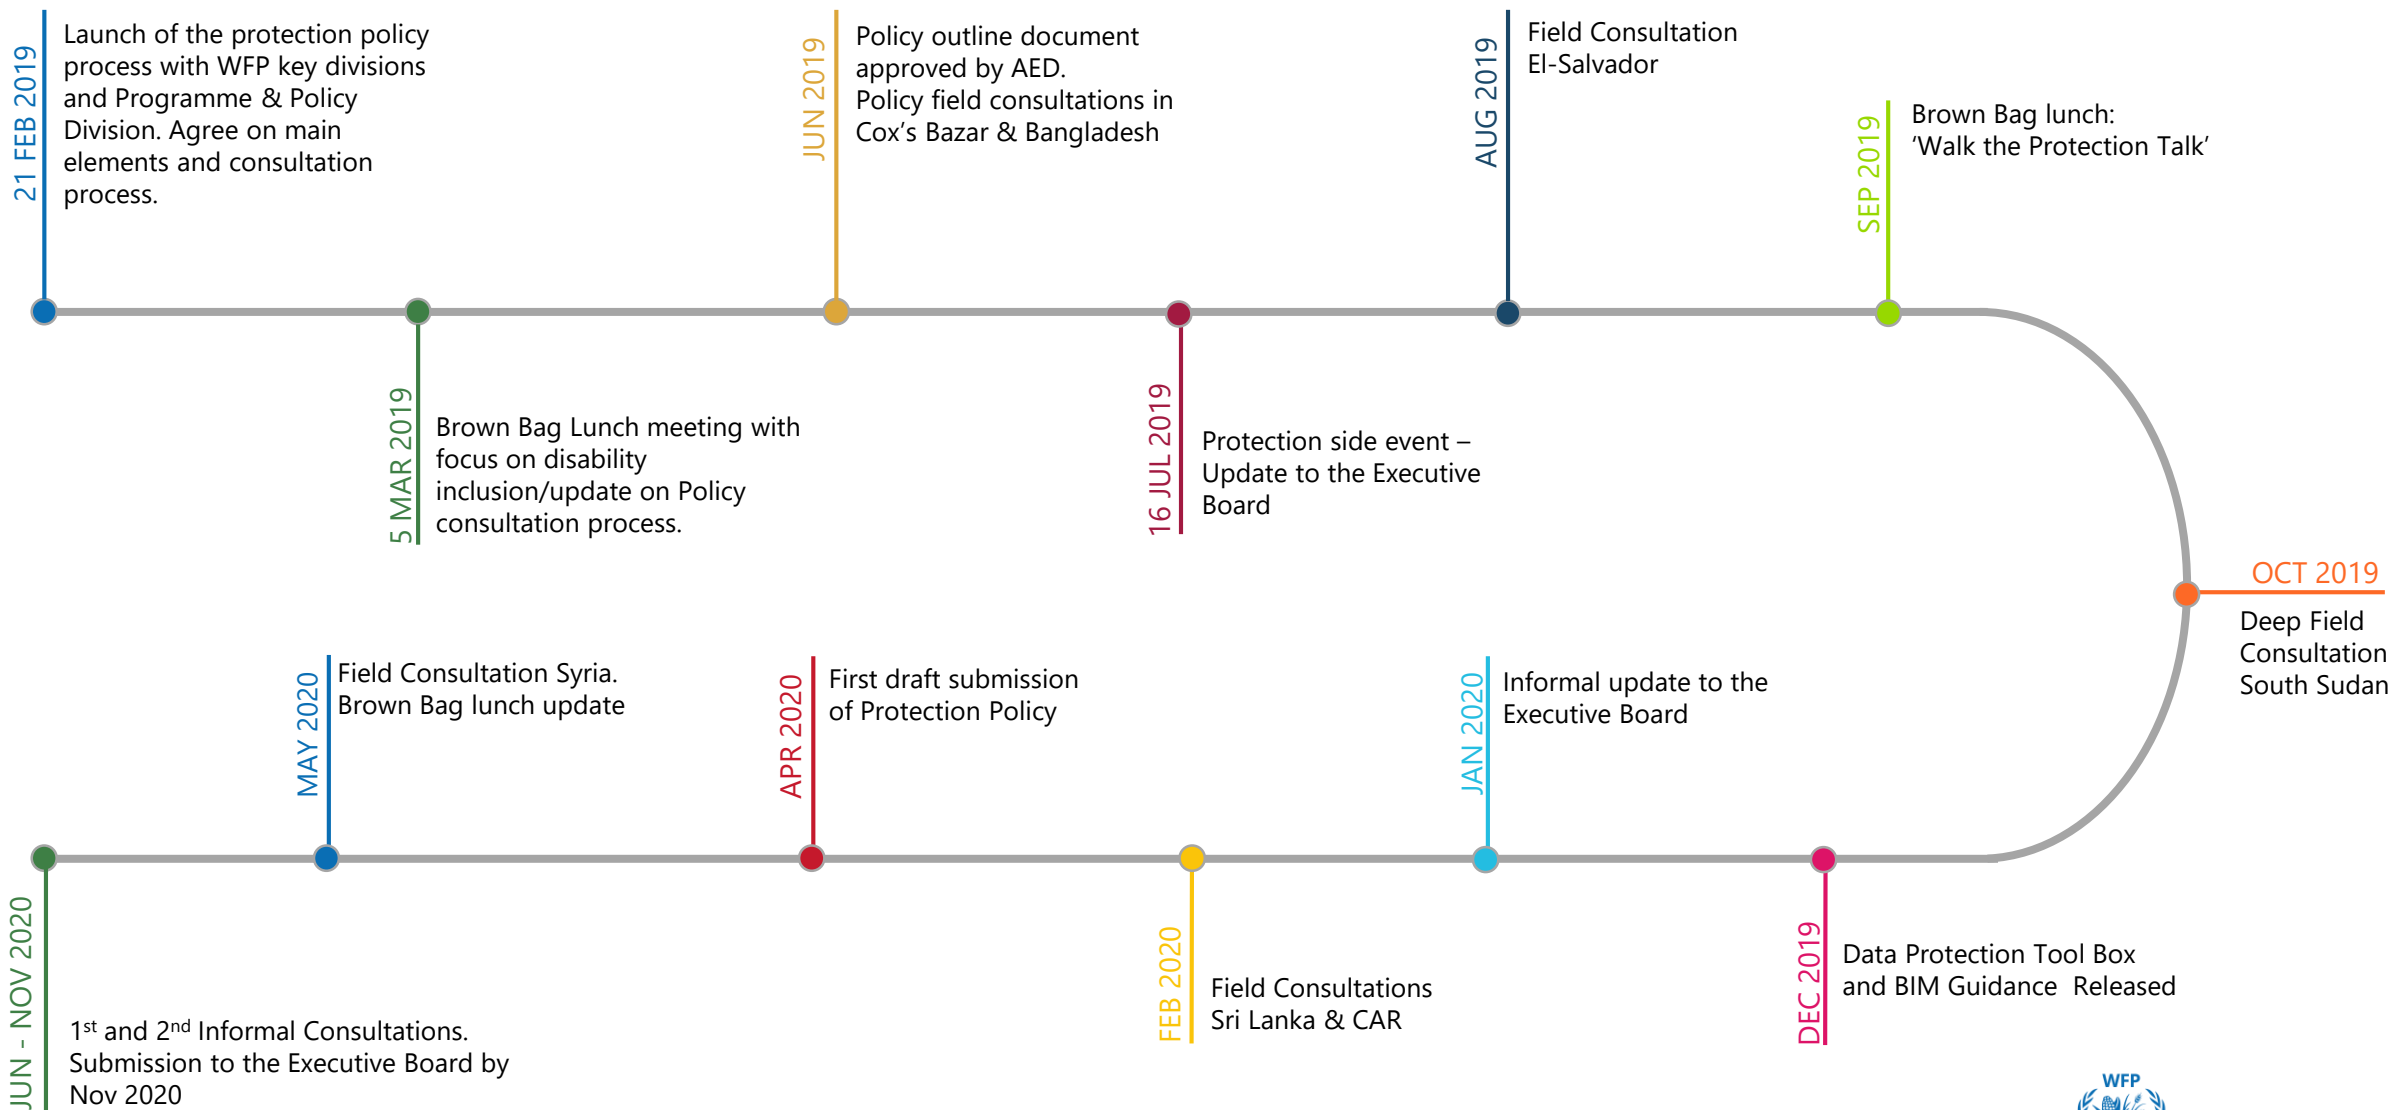 21 FEB 2019
Launch of the protection policy
process with WFP key divisions
and Programme & Policy
Division. Agree on main
elements and consultation
process.
5 MAR 2019
Brown Bag Lunch meeting with
focus on disability
inclusion/update on Policy
consultation process.
JUN 2019
Policy outline document
approved by AED.
Policy field consultations in
Cox’s Bazar & Bangladesh
16 JUL 2019
Protection side event –
Update to the Executive
Board
AUG 2019
Field Consultation
El-Salvador
SEP 2019
Brown Bag lunch:
‘Walk the Protection Talk’
OCT 2019
Deep Field
Consultation
South Sudan
DEC 2019
Data Protection Tool Box
and BIM Guidance  Released
JAN 2020
Informal update to the
Executive Board
FEB 2020
Field Consultations
Sri Lanka & CAR
APR 2020
First draft submission
of Protection Policy
MAY 2020
Field Consultation Syria.
Brown Bag lunch update
JUN - NOV 2020
1st and 2nd Informal Consultations.
Submission to the Executive Board by
Nov 2020
WFP